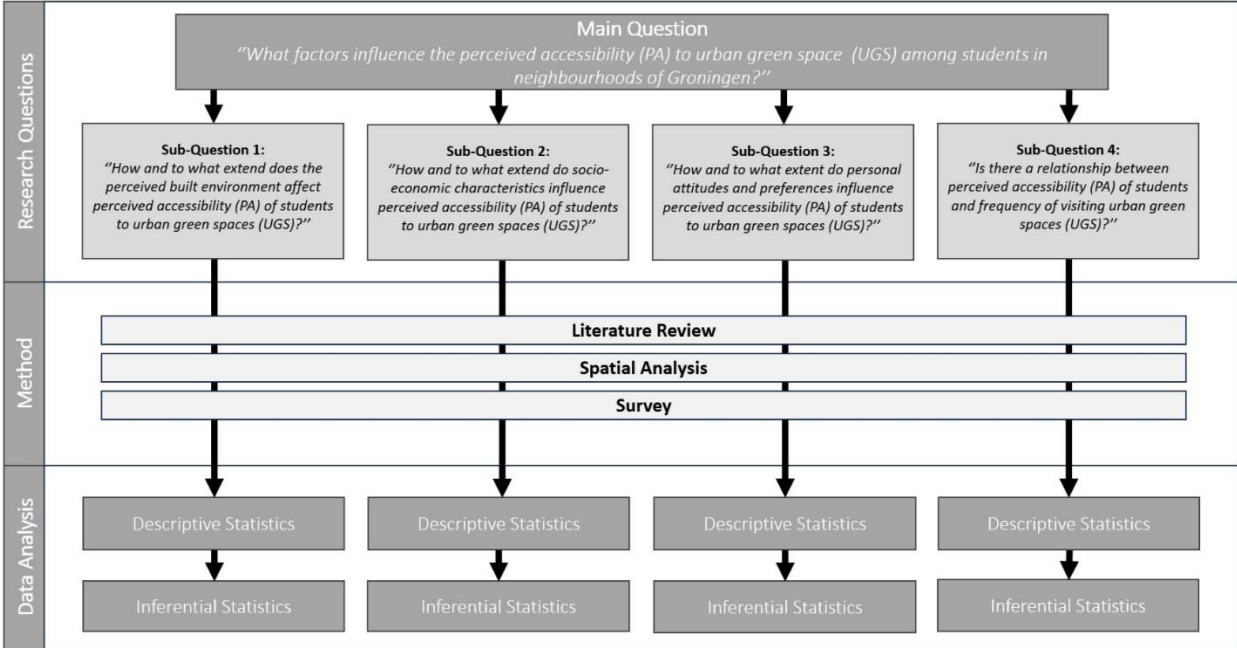 Research Questions
Main Question
‘’What factors influence the perceived accessibility (PA) to urban green space  (UGS) among students in
neighbourhoods of Groningen?’’
Sub-Question 1:
‘’How and to what extend does the
perceived built environment affect
perceived accessibility (PA) of students
to urban green spaces (UGS)?’’
Sub-Question 2:
‘’How and to what extend do socio-
economic characteristics influence
perceived accessibility (PA) of students
to urban green spaces (UGS)?’’
Sub-Question 3:
‘’How and to what extent do personal
attitudes and preferences influence
perceived accessibility (PA) of students
to urban green spaces (UGS)?’’
Sub-Question 4:
‘’Is there a relationship between
perceived accessibility (PA) of students
and frequency of visiting urban green
spaces (UGS)?’’
Method
Literature Review
Spatial Analysis
Survey
Data Analysis
Descriptive Statistics
Descriptive Statistics
Descriptive Statistics
Descriptive Statistics
Inferential Statistics
Inferential Statistics
Inferential Statistics
Inferential Statistics